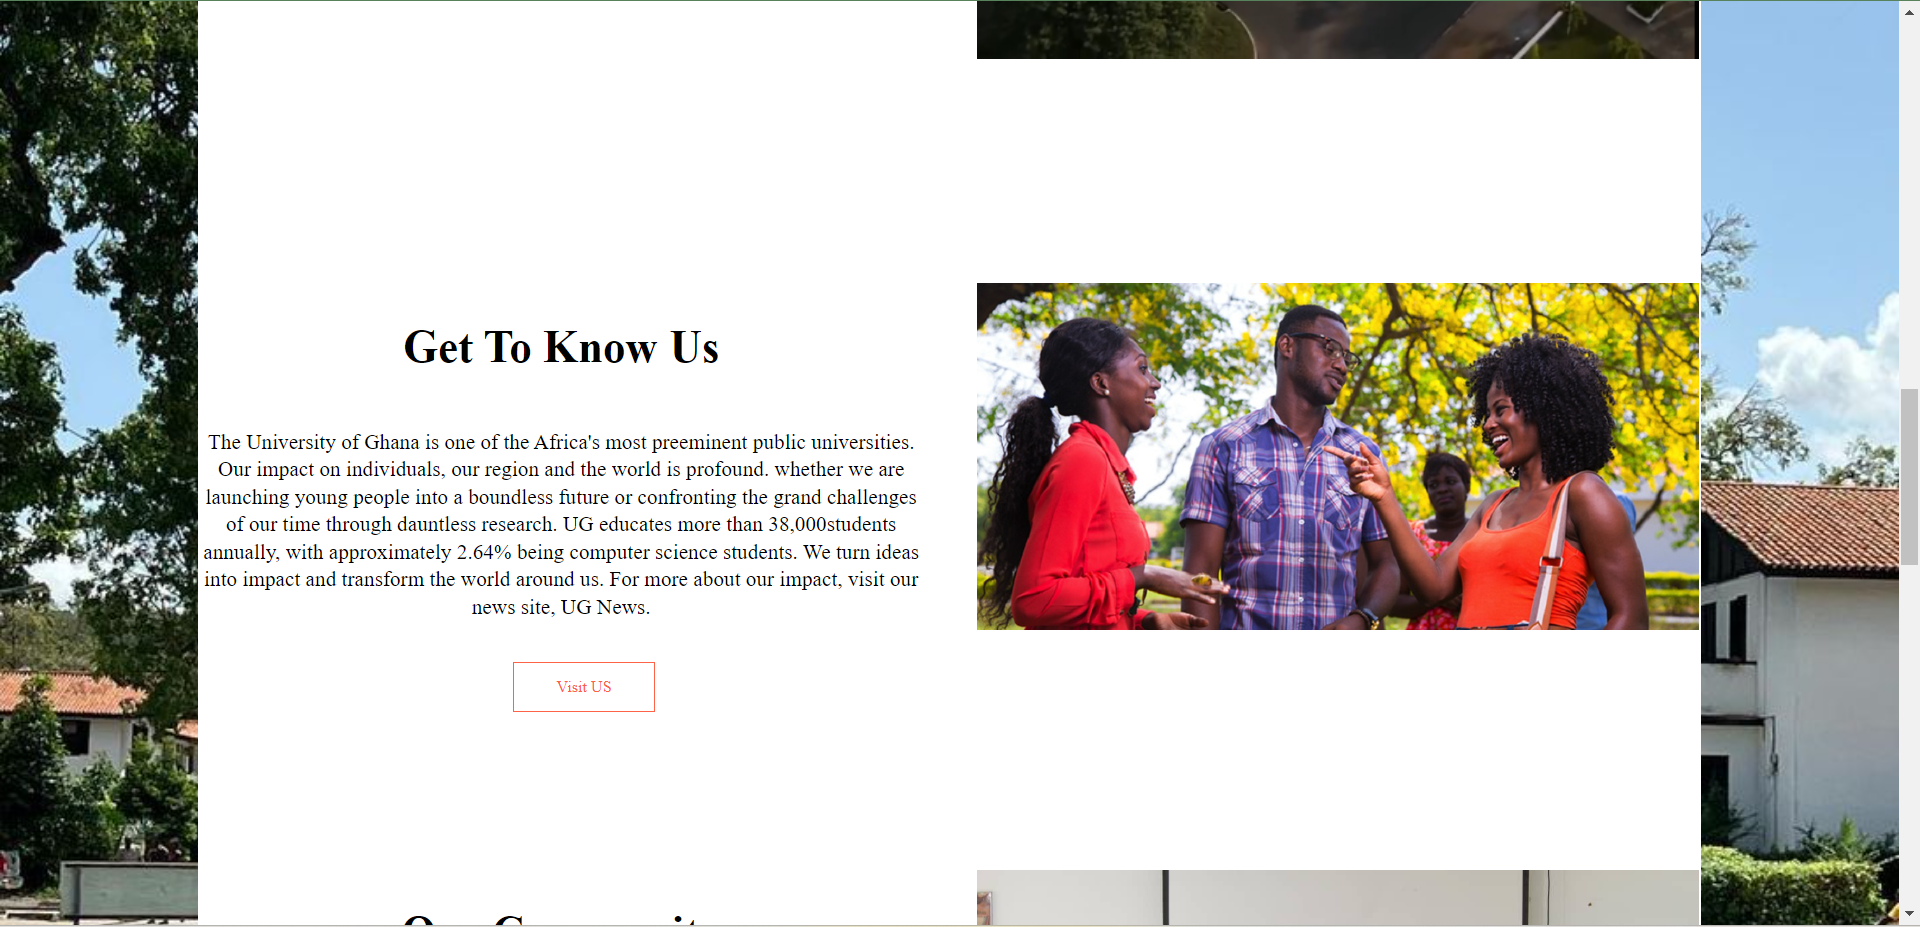 Get To Know Us
The University of Ghana is one of the Africa's most preeminent public universities.
Our impact on individuals, our region and the world is profound. whether we are
launching young people into a boundless future or confronting the grand challenges
of our time through dauntless research. UG educates more than 38,000students
annually, with approximately 2.64% being computer science students. We turn ideas
into impact and transform the world around us. For more about our impact, visit our
news site, UG News.
Visit US